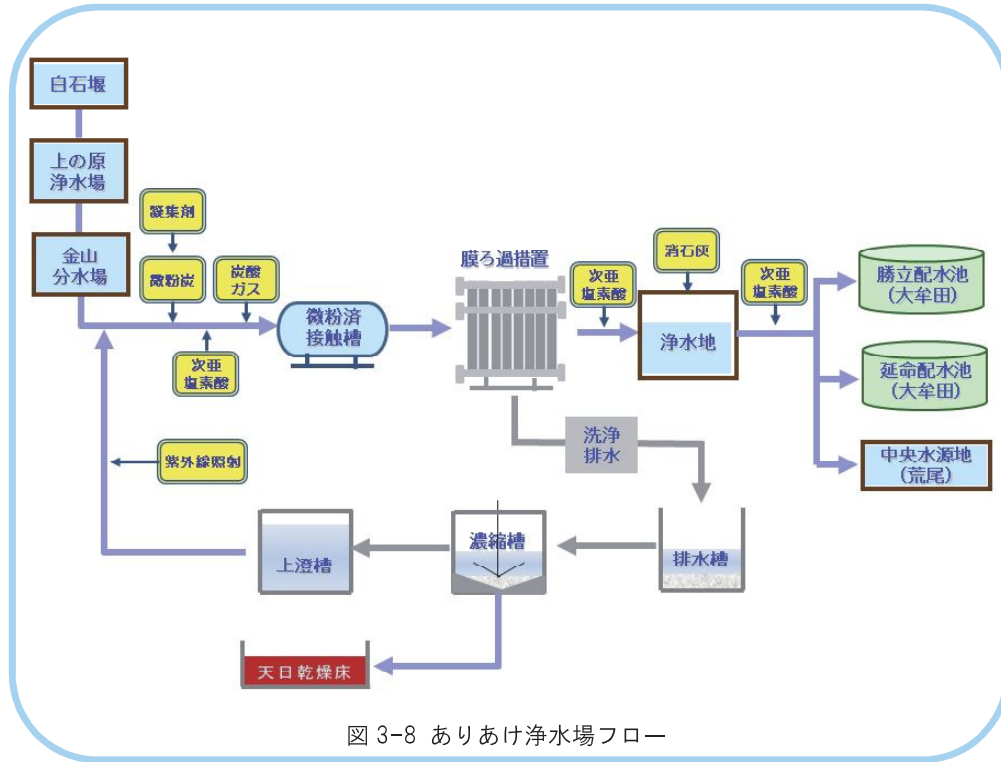 白石堰
上の原
浄水場
金山
分水場
凝集剤
微粉炭
炭酸
ガス
次亜
塩素酸
微粉済
接触槽
膜ろ過措置
次亜
塩素酸
消石灰
浄水地
次亜
塩素酸
勝立配水池
(大牟田)
延命配水池
(大牟田)
中央水源地
(荒尾)
洗浄
排水
紫外線照射
上澄槽
濃縮槽
排水槽
天日乾燥床
図 3-8 ありあけ浄水場フロー